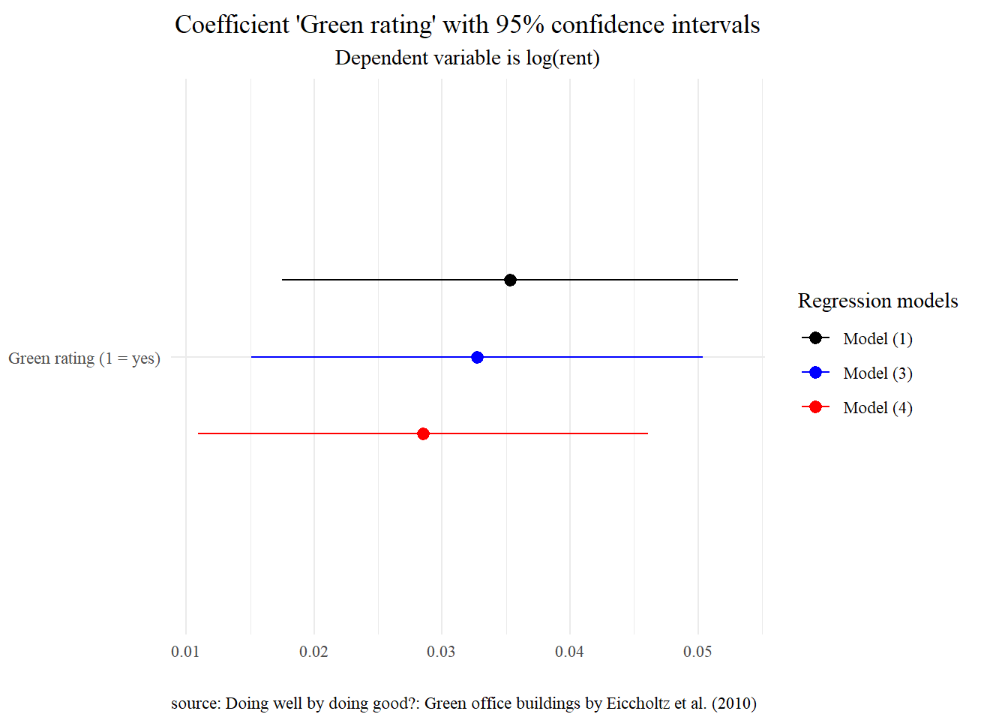 Coefficient 'Green rating' with 95% confidence intervals
Dependent variable is log(rent)
Green rating (1 = yes)
Regression models
Model (1)
Model (3)
Model (4)
0.01
0.02
0.03
0.04
0.05
source: Doing well by doing good?: Green office buildings by Eiccholtz et al. (2010)